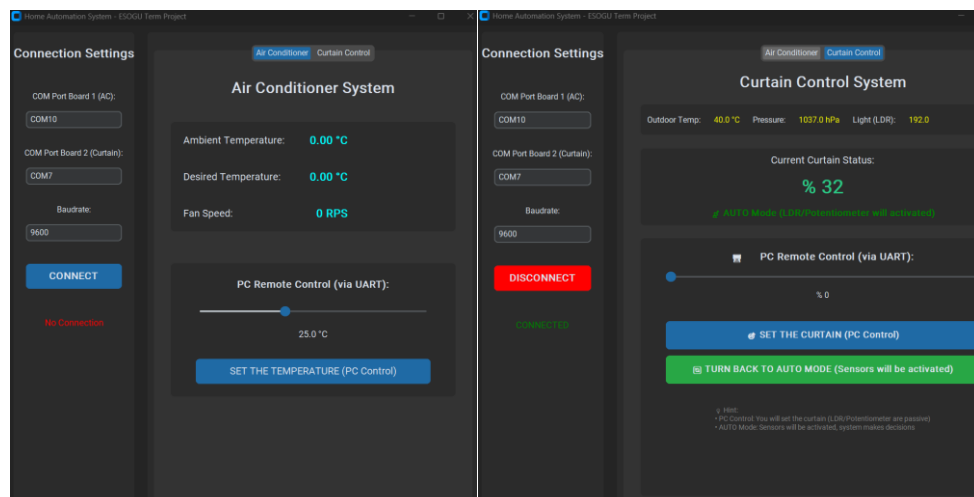 Home Automation System - ESOGU Term Project
Connection Settings
COM Port Board 1 (AC):
COM10
COM Port Board 2 (Curtain):
COM7
Baudrate:
9600
CONNECT
No Connection
Air Conditioner Curtain Control
Air Conditioner System
Ambient Temperature: 0.00 °C
Desired Temperature: 0.00 °C
Fan Speed: 0 RPS
PC Remote Control (via UART):
25.0 °C
SET THE TEMPERATURE (PC Control)
Home Automation System - ESOGU Term Project
Connection Settings
COM Port Board 1 (AC):
COM10
COM Port Board 2 (Curtain):
COM7
Baudrate:
9600
DISCONNECT
CONNECTED
Air Conditioner Curtain Control
Curtain Control System
Outdoor Temp: 40.0 °C Pressure: 1037.0 hPa Light (LDR): 192.0
Current Curtain Status:
% 32
AUTO Mode (LDR/Potentiometer will activated)
PC Remote Control (via UART):
% 0
SET THE CURTAIN (PC Control)
TURN BACK TO AUTO MODE (Sensors will be activated)
Hint:
• PC Control: You will set the curtain (LDR/Potentiometer are passive)
• AUTO Mode: Sensors will be activated, system makes decisions